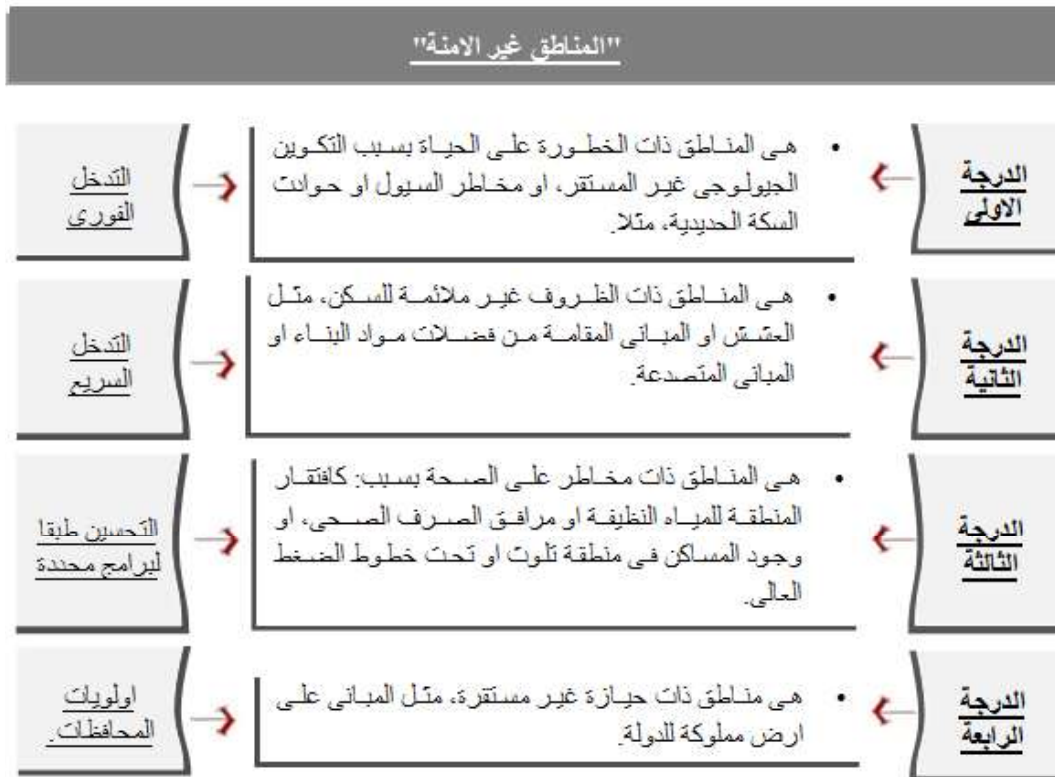 "المناطق غير الامنة"
الدرجة
الاولى
• هى المناطق ذات الخطورة على الحياة بسبب التكوين
الجيولوجى غير المستقر، او مخاطر السيول او حوادث
السكة الحديدية، مثلا.
التدخل
الفورى
الدرجة
الثانية
• هى المناطق ذات الظروف غير ملائمة للسكن، مثل
العشش او المبانى المقامة من فضلات مواد البناء او
المبانى المتصدعة.
التدخل
السريع
الدرجة
الثالثة
• هى المناطق ذات مخاطر على الصحة بسبب: كافتقار
المنطقة للمياه النظيفة او مرافق الصرف الصحى، او
وجود المساكن فى منطقة تلوث او تحت خطوط الضغط
العالى.
التحسين طبقا
لبرامج محددة
الدرجة
الرابعة
• هى مناطق ذات حيازة غير مستقرة، مثل المبانى على
ارض مملوكة للدولة.
اولويات
المحافظات.